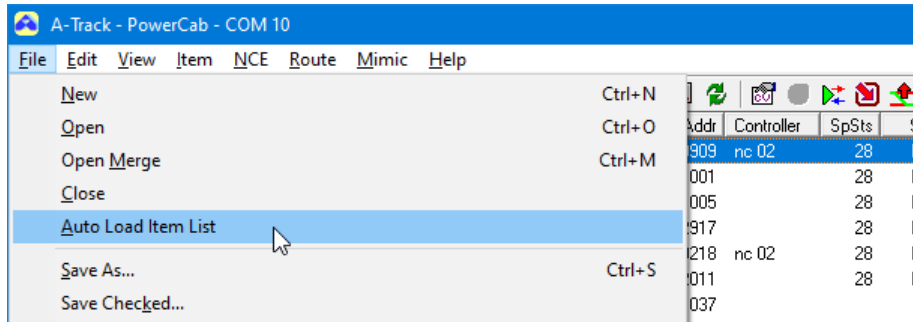 A-Track - PowerCab - COM 10
File Edit View Item NCE Route Mimic Help
New Ctrl+N
Open Ctrl+O
Addr Controller SpSts
Open Merge Ctrl+M
909 nc 02 28
Close
001 28
005 28
Auto Load Item List
917 28
218 nc 02 28
Save As... Ctrl+S
011 28
Save Checked...
037